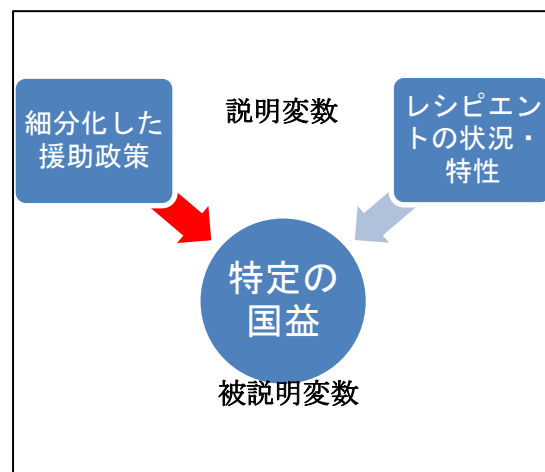 細分化した
援助政策
説明変数
レシピエン
トの状況・
特性
特定の
国益
被説明変数